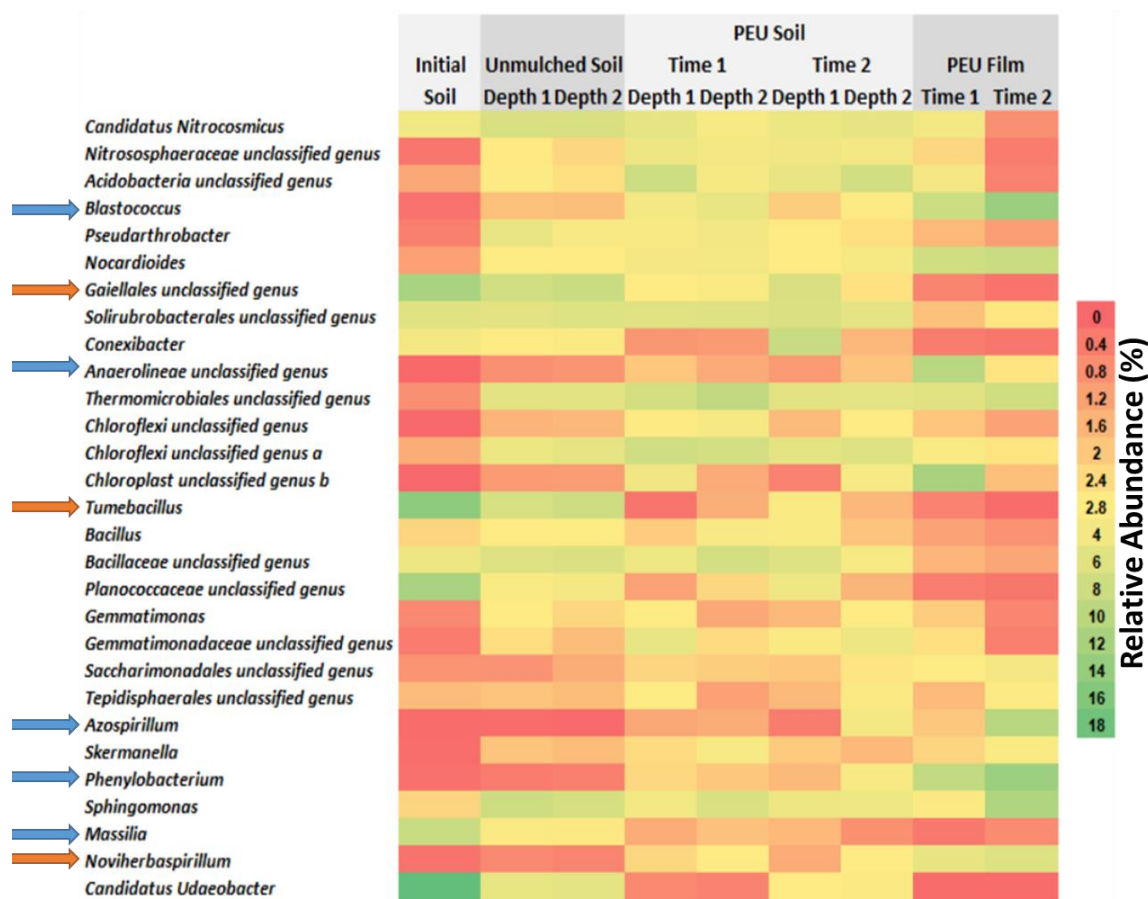 PEU Soil
Initial Unmulched Soil Time 1 Time 2 PEU Film
Soil Depth 1 Depth 2 Depth 1 Depth 2 Depth 1 Depth 2 Time 1 Time 2
Candidatus Nitrocosmicus
Nitrososphaeraceae unclassified genus
Acidobacteria unclassified genus
Blastococcus
Pseudarthrobacter
Nocardioides
Gaiellales unclassified genus
Solirubrobacterales unclassified genus
Conexibacter
Anaerolineae unclassified genus
Thermomicrobiales unclassified genus
Chloroflexi unclassified genus
Chloroflexi unclassified genus a
Chloroplast unclassified genus b
Tumebacillus
Bacillus
Bacillaceae unclassified genus
Planococcaceae unclassified genus
Gemmatimonas
Gemmatimonadaceae unclassified genus
Saccharimonadales unclassified genus
Tepidisphaerales unclassified genus
Azospirillum
Skermanella
Phenylobacterium
Sphingomonas
Massilia
Noviherbaspirillum
Candidatus Udaeobacter
0
0.4
0.8
1.2
1.6
2
2.4
2.8
4
6
8
10
12
14
16
18
Relative Abundance (%)